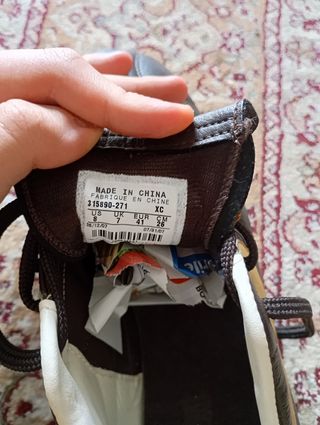 MADE IN CHINA
FABRIQUE EN CHINE
315890-271 XC
US UK EUR CM
8 7 41 26